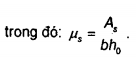 trong đó: μₛ = Aₛ / bh₀ .